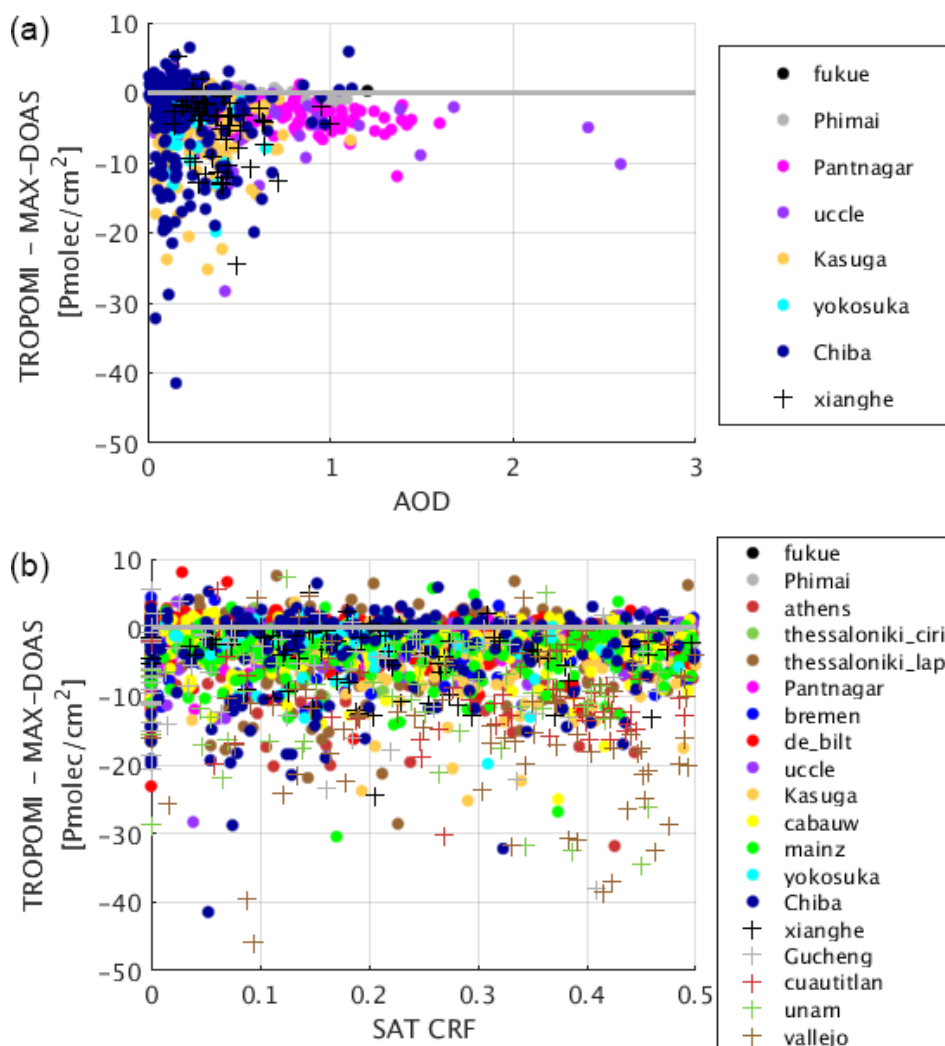 (a)
10
0
−10
−20
−30
−40
−50
TROPOMI − MAX−DOAS
[Pmolec/cm²]
0 1 2 3
AOD
fukue
Phimai
Pantnagar
uccle
Kasuga
yokosuka
Chiba
xianghe
(b)
10
0
−10
−20
−30
−40
−50
TROPOMI − MAX−DOAS
[Pmolec/cm²]
0 0.1 0.2 0.3 0.4 0.5
SAT CRF
fukue
Phimai
athens
thessaloniki_ciri
thessaloniki_lap
Pantnagar
bremen
de_bilt
uccle
Kasuga
cabauw
mainz
yokosuka
Chiba
xianghe
Gucheng
cuautitlan
unam
vallejo